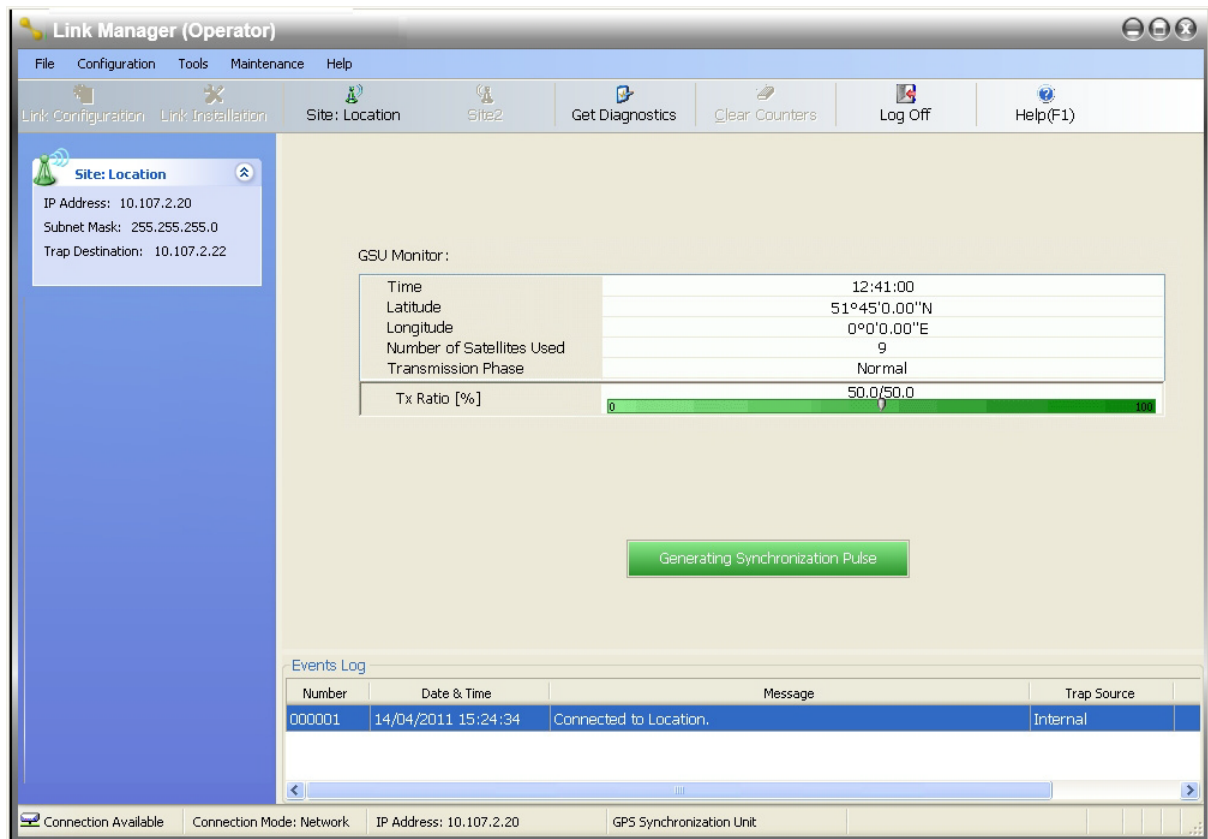 Link Manager (Operator)
File Configuration Tools Maintenance Help
Link Configuration Link Installation Site: Location Site2 Get Diagnostics Clear Counters Log Off Help(F1)
Site: Location
IP Address: 10.107.2.20
Subnet Mask: 255.255.255.0
Trap Destination: 10.107.2.22
GSU Monitor:
Time 12:41:00
Latitude 51°45'0.00"N
Longitude 0°0'0.00"E
Number of Satellites Used 9
Transmission Phase Normal
Tx Ratio [%] 50.0/50.0
0 100
Generating Synchronization Pulse
Events Log
Number Date & Time Message Trap Source
000001 14/04/2011 15:24:34 Connected to Location. Internal
Connection Available Connection Mode: Network IP Address: 10.107.2.20 GPS Synchronization Unit